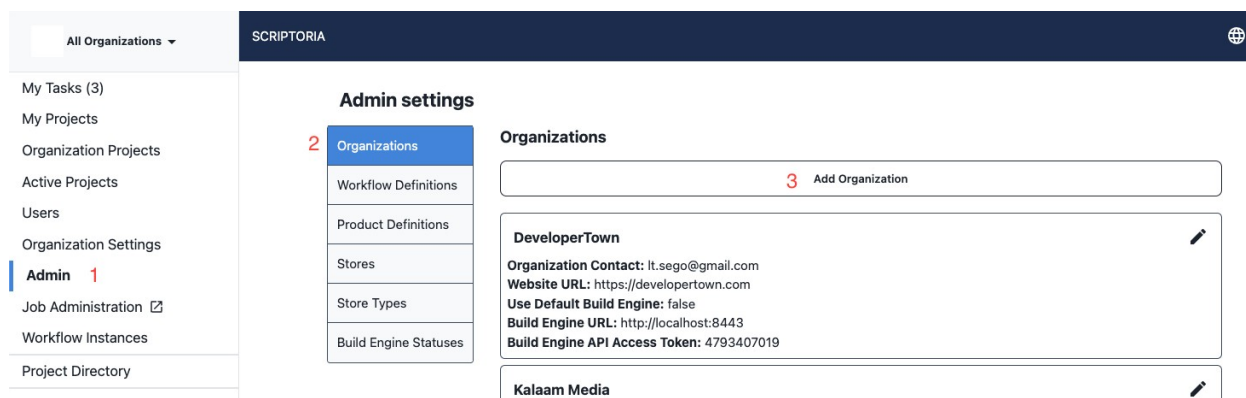 All Organizations
SCRIPTORIA
My Tasks (3)
My Projects
Organization Projects
Active Projects
Users
Organization Settings
Admin 1
Job Administration
Workflow Instances
Project Directory
Admin settings
2 Organizations
Workflow Definitions
Product Definitions
Stores
Store Types
Build Engine Statuses
Organizations
3 Add Organization
DeveloperTown
Organization Contact: lt.sego@gmail.com
Website URL: https://developertown.com
Use Default Build Engine: false
Build Engine URL: http://localhost:8443
Build Engine API Access Token: 4793407019
Kalaam Media